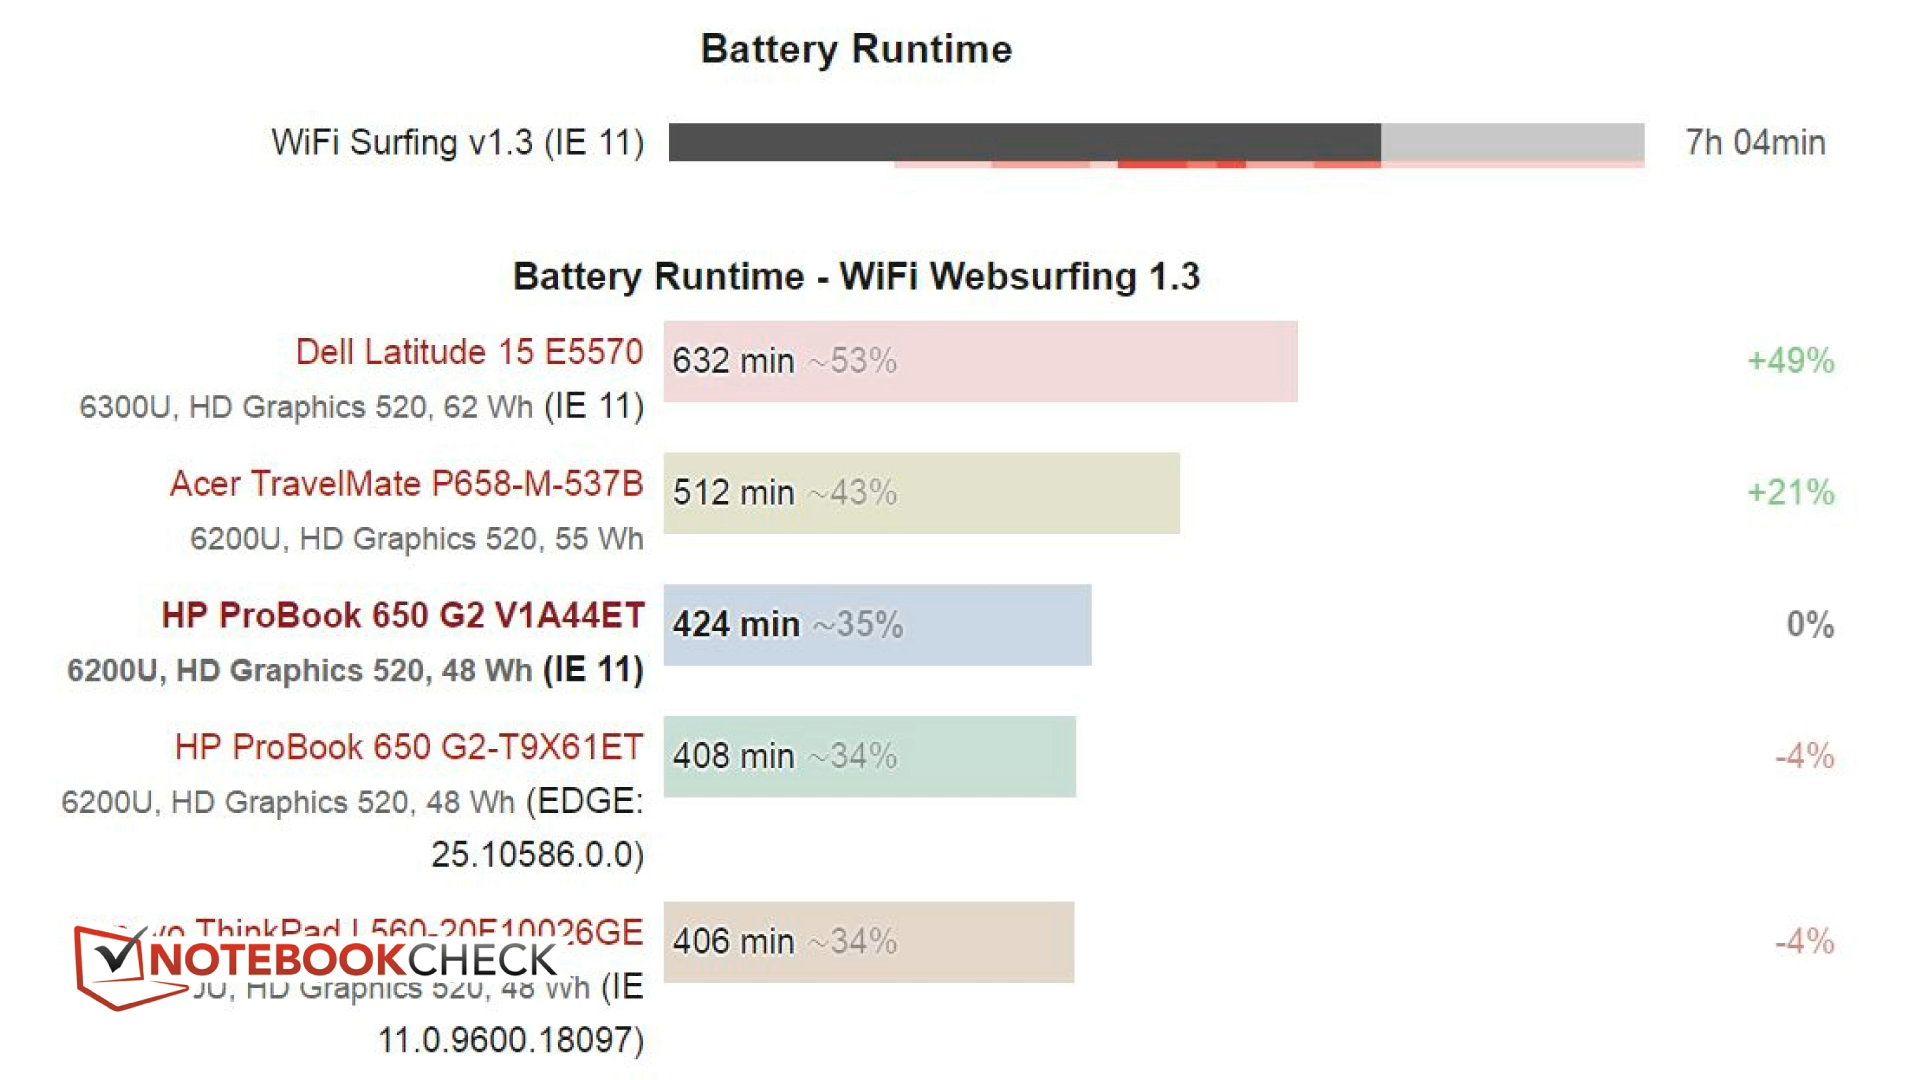 Battery Runtime
WiFi Surfing v1.3 (IE 11) 7h 04min
Battery Runtime - WiFi Websurfing 1.3
Dell Latitude 15 E5570
632 min ~53% +49%
6300U, HD Graphics 520, 62 Wh (IE 11)
Acer TravelMate P658-M-537B
512 min ~43% +21%
6200U, HD Graphics 520, 55 Wh
HP ProBook 650 G2 V1A44ET
424 min ~35% 0%
6200U, HD Graphics 520, 48 Wh (IE 11)
HP ProBook 650 G2-T9X61ET
408 min ~34% -4%
6200U, HD Graphics 520, 48 Wh (EDGE:
25.10586.0.0)
ThinkPad L560-20F10026GE
406 min ~34% -4%
NOTEBOOKCHECK
HD Graphics 520, 48 Wh (IE
11.0.9600.18097)